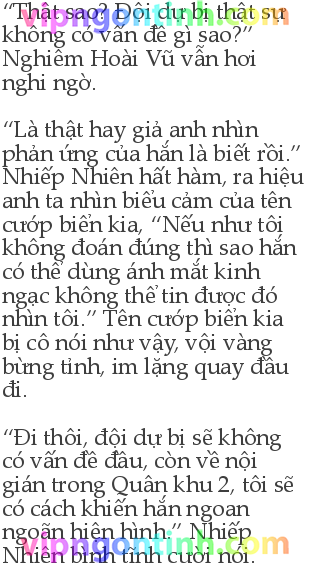 “Thật sao? Đội dự bị thật sự
không có vấn đề gì sao?”
Nghiêm Hoài Vũ vẫn hơi
nghi ngờ.
“Là thật hay giả anh nhìn
phản ứng của hắn là biết rồi.”
Nhiếp Nhiên hất hàm, ra hiệu
anh ta nhìn biểu cảm của tên
cướp biển kia, “Nếu như tôi
không đoán đúng thì sao hắn
có thể dùng ánh mắt kinh
ngạc không thể tin được đó
nhìn tôi.” Tên cướp biển kia
bị cô nói như vậy, vội vàng
bừng tỉnh, im lặng quay đầu
đi.
“Đi thôi, đội dự bị sẽ không
có vấn đề đâu, còn về nội
gián trong Quân khu 2, tôi sẽ
có cách khiến hắn ngoan
ngoãn hiện hình.” Nhiếp
Nhiên bình tĩnh cười nói.
vipngontinh.com
vipngontinh.com